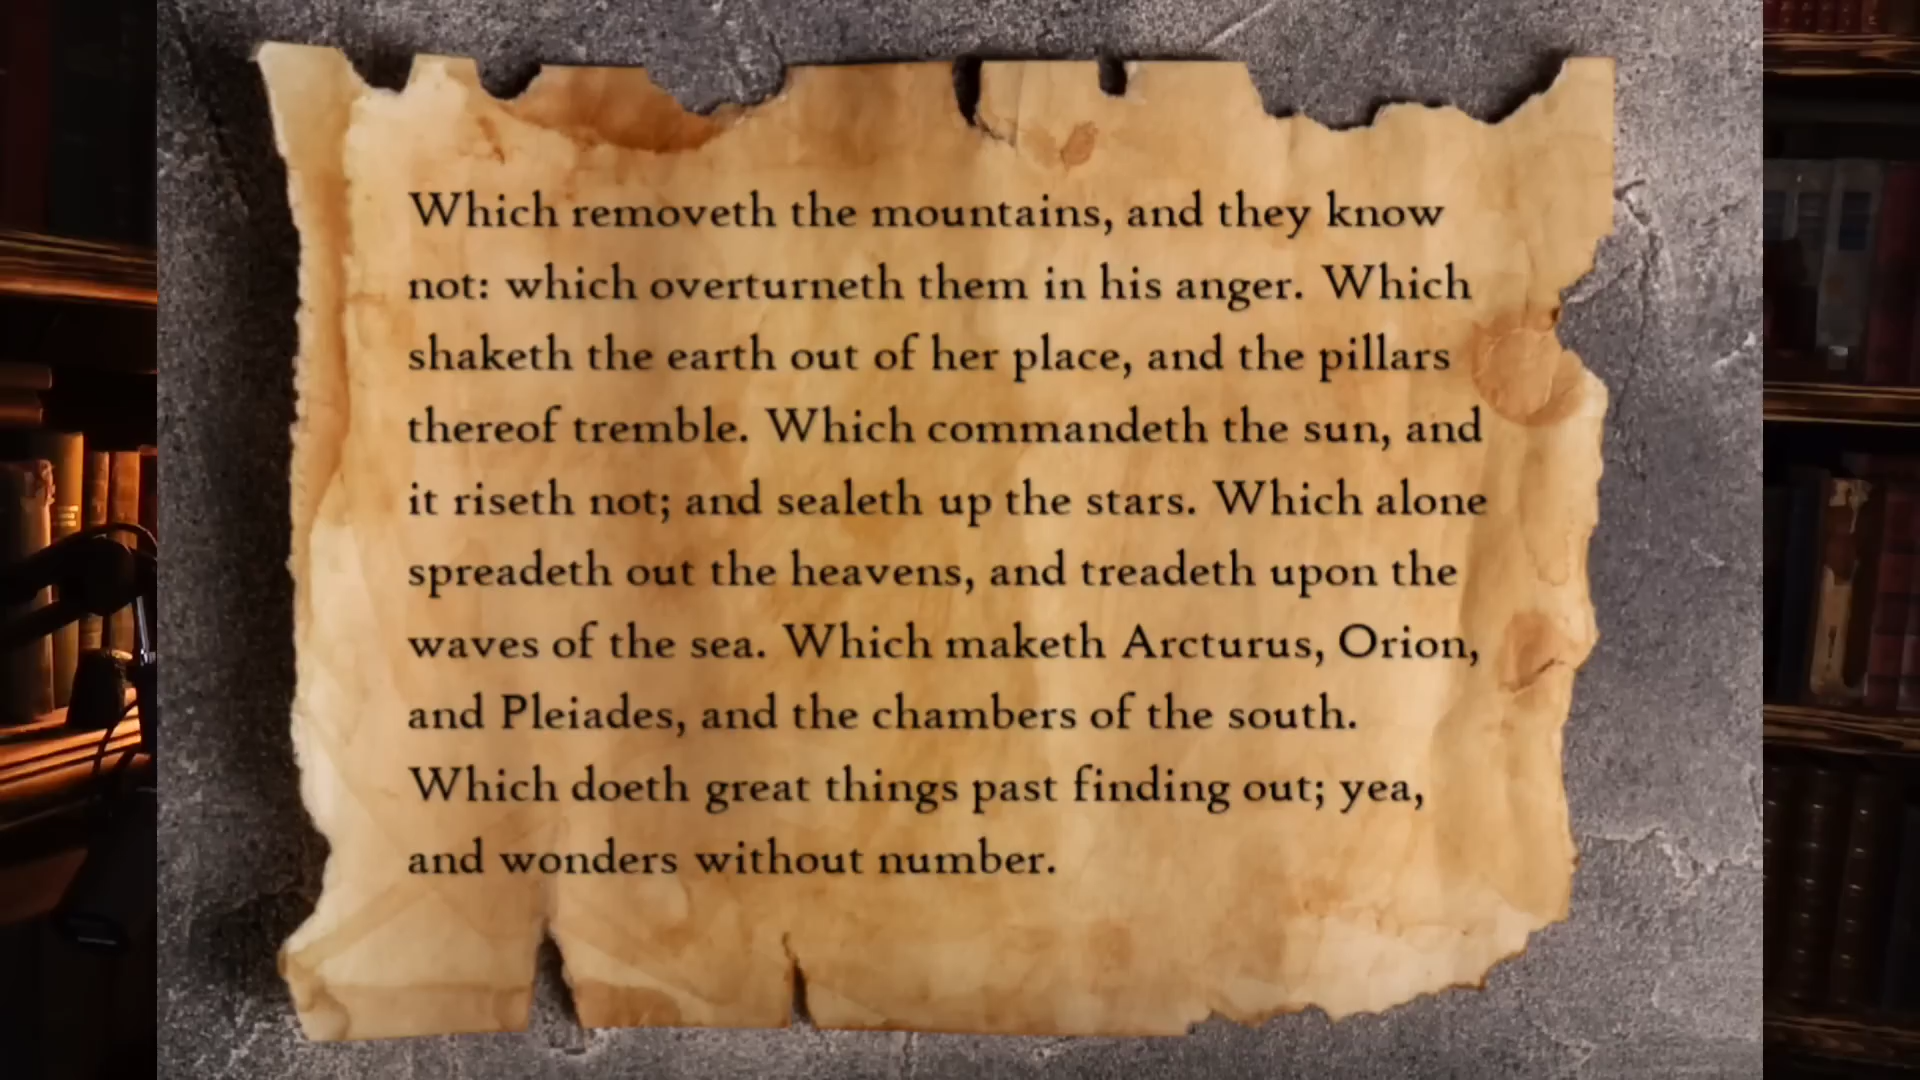 Which removeth the mountains, and they know
not: which overturneth them in his anger. Which
shaketh the earth out of her place, and the pillars
thereof tremble. Which commandeth the sun, and
it riseth not; and sealeth up the stars. Which alone
spreadeth out the heavens, and treadeth upon the
waves of the sea. Which maketh Arcturus, Orion,
and Pleiades, and the chambers of the south.
Which doeth great things past finding out; yea,
and wonders without number.